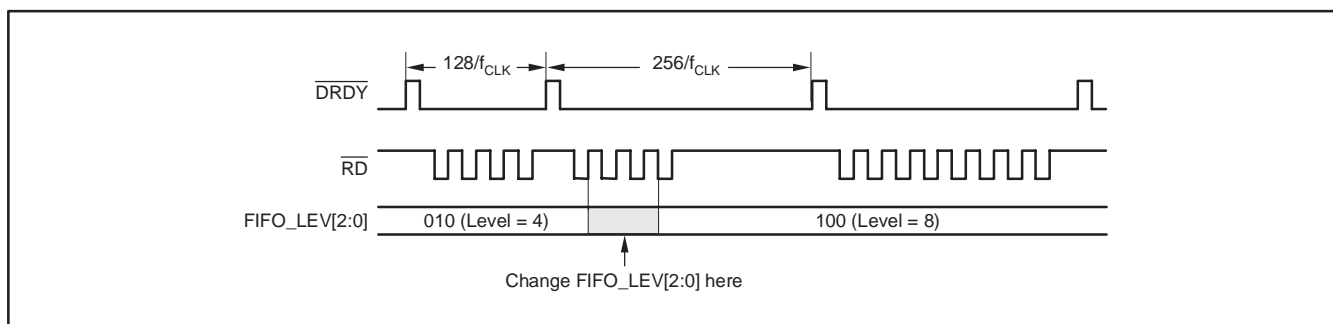 128/fCLK
256/fCLK
DRDY
RD
FIFO_LEV[2:0]
010 (Level = 4)
100 (Level = 8)
Change FIFO_LEV[2:0] here